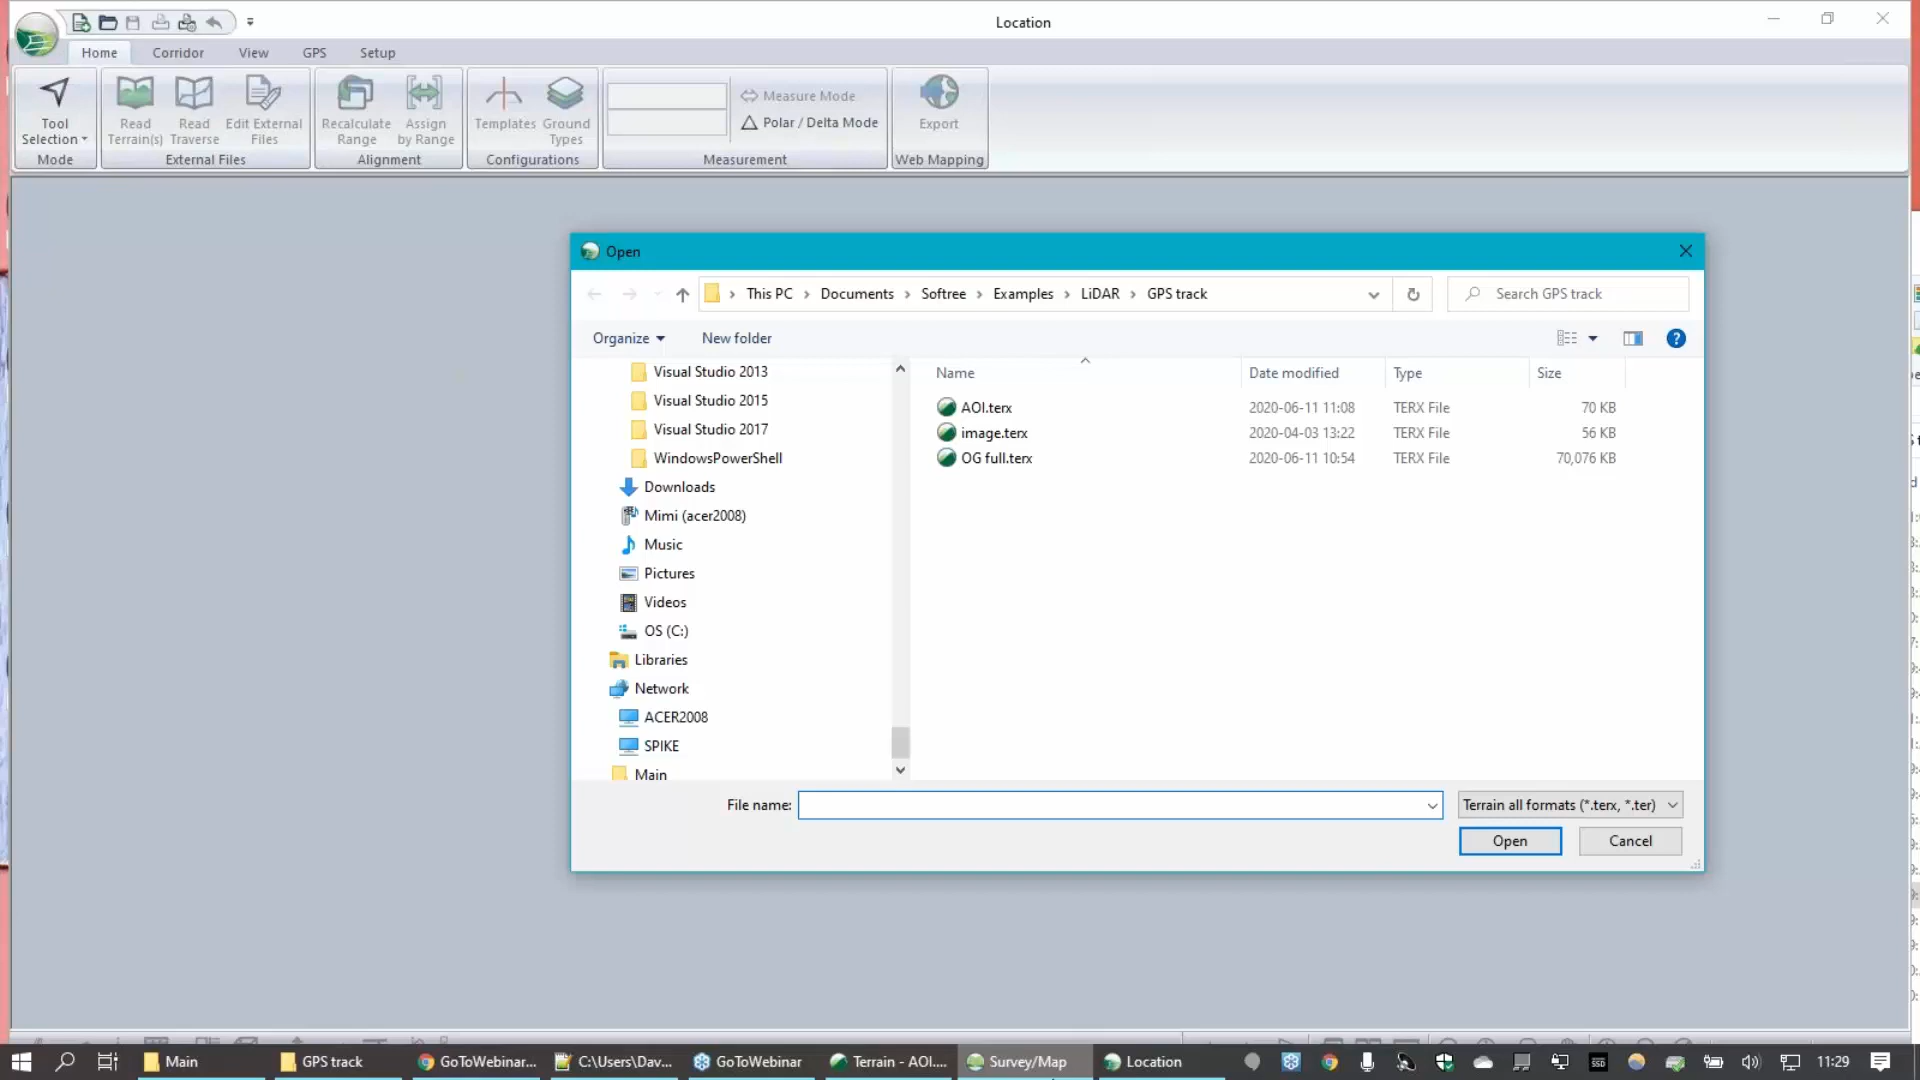 Location
Home Corridor View GPS Setup
Tool Selection
Read Terrain(s)
Read Traverse
Edit External Files
Recalculate Range
Assign by Range
Templates
Ground Types
Measure Mode
Polar / Delta Mode
Export
Mode External Files Alignment Configurations Measurement Web Mapping
Open
This PC > Documents > Softree > Examples > LiDAR > GPS track
Search GPS track
Organize New folder
Visual Studio 2013
Visual Studio 2015
Visual Studio 2017
WindowsPowerShell
Downloads
Mimi (acer2008)
Music
Pictures
Videos
OS (C:)
Libraries
Network
ACER2008
SPIKE
Main
Name Date modified Type Size
AOI.terx 2020-06-11 11:08 TERX File 70 KB
image.terx 2020-04-03 13:22 TERX File 56 KB
OG full.terx 2020-06-11 10:54 TERX File 70,076 KB
File name: Terrain all formats (*.terx, *.ter)
Open Cancel
Main GPS track GoToWebinar... C:\Users\Dav... GoToWebinar Terrain - AOI.... Survey/Map Location SSD 11:29